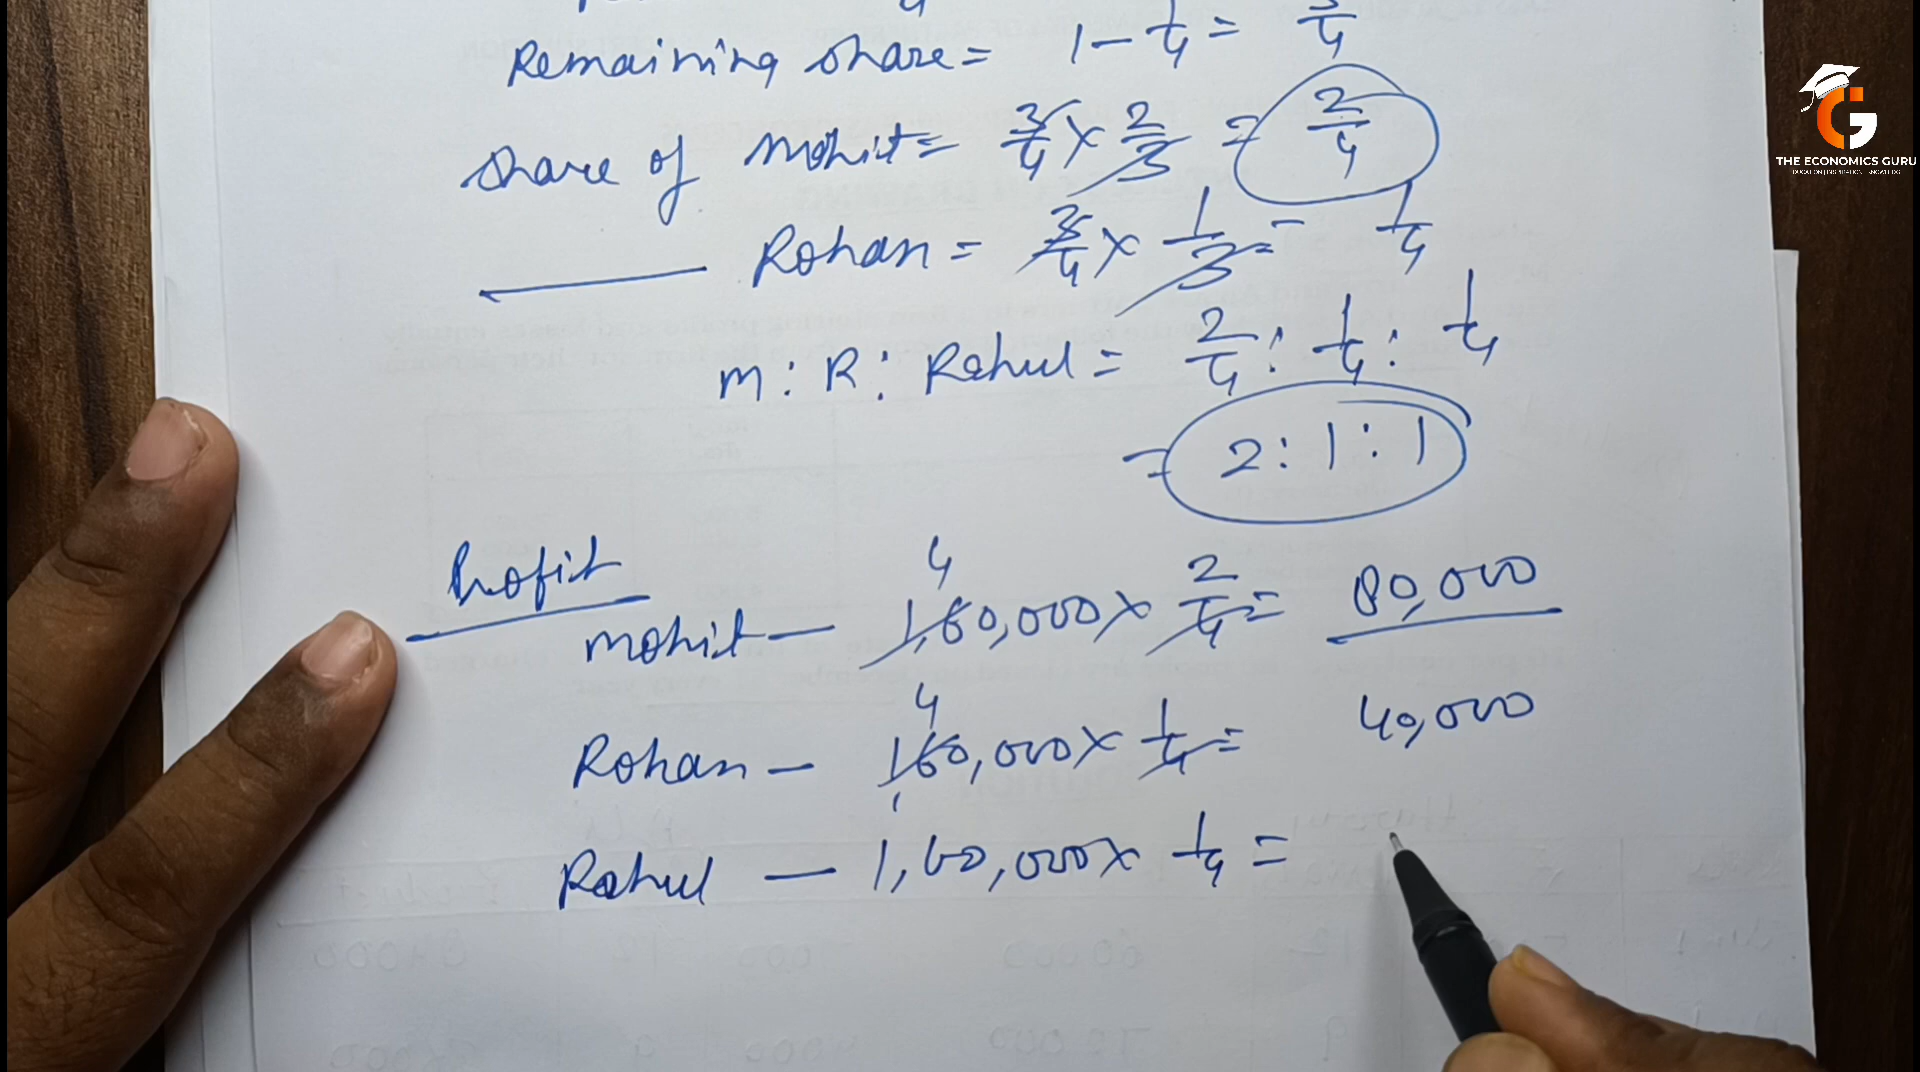 Remaining share = 1 - 1/4 = 3/4
Share of Mohit = 3/4 × 2/3 = 2/4
Rohan = 3/4 × 1/3 = 1/4
M : R : Rahul = 2/4 : 1/4 : 1/4
= 2 : 1 : 1
Profit
4
Mohit — 1,60,000 × 2/4 = 80,000
4
Rohan — 160,000 × 1/4 = 40,000
Rahul — 1,60,000 × 1/4 =
THE ECONOMICS GURU